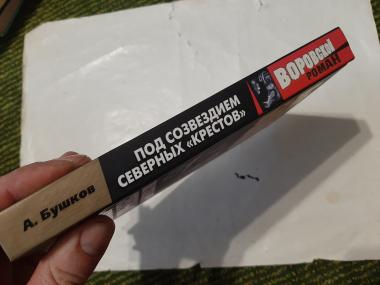 А. Бушков
ПОД СОЗВЕЗДИЕМ
СЕВЕРНЫХ «КРЕСТОВ»
ВОРОВСКОЙ
РОМАН